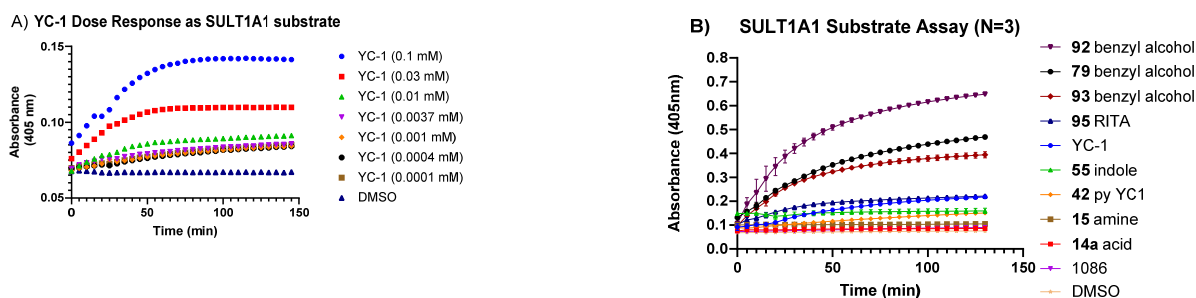 A) YC-1 Dose Response as SULT1A1 substrate
0.15
0.10
0.05
0
50
100
150
Absorbance
(405 nm)
Time (min)
YC-1 (0.1 mM)
YC-1 (0.03 mM)
YC-1 (0.01 mM)
YC-1 (0.0037 mM)
YC-1 (0.001 mM)
YC-1 (0.0004 mM)
YC-1 (0.0001 mM)
DMSO
B) SULT1A1 Substrate Assay (N=3)
0.8
0.7
0.6
0.5
0.4
0.3
0.2
0.1
0.0
0
50
100
150
Absorbance (405nm)
Time (min)
92 benzyl alcohol
79 benzyl alcohol
93 benzyl alcohol
95 RITA
YC-1
55 indole
42 py YC1
15 amine
14a acid
1086
DMSO